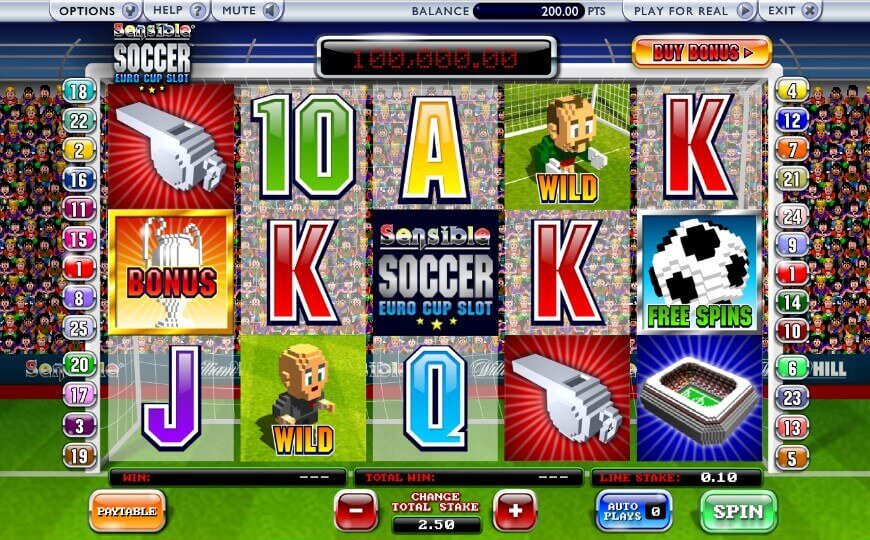 OPTIONS
HELP ?
MUTE
BALANCE 200.00 PTS
PLAY FOR REAL
EXIT
Sensible
SOCCER
EURO CUP SLOT
100,000.00
BUY BONUS
18
22
2
16
11
15
1
8
25
20
17
3
19
10
A
WILD
K
BONUS
K
Sensible
SOCCER
EURO CUP SLOT
K
FREE SPINS
J
WILD
Q
4
12
7
21
24
9
1
14
10
6
23
13
5
HILL
WIN: ---
TOTAL WIN: ---
LINE STAKE: 0.10
PAYTABLE
-
CHANGE
TOTAL STAKE
2.50
+
AUTO
PLAYS 0
SPIN